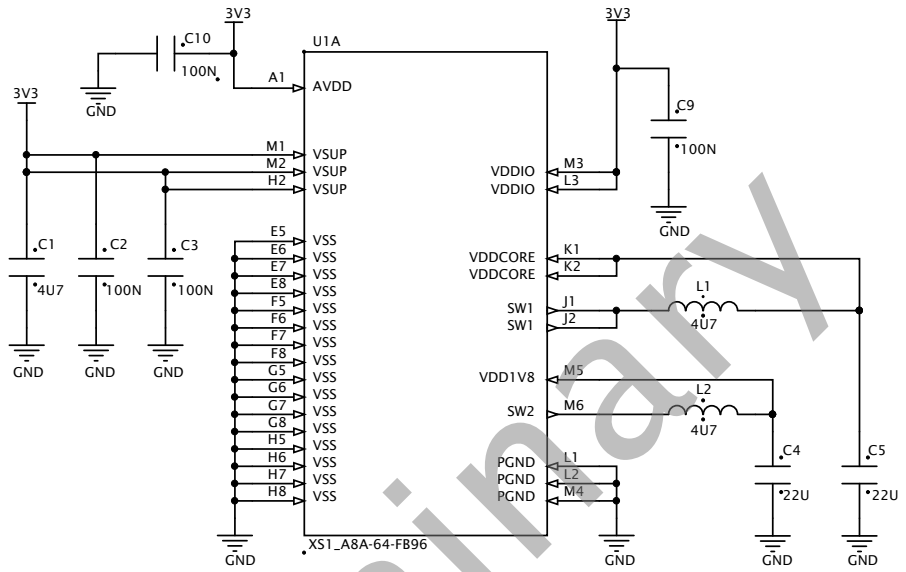 3V3
C10
100N
GND
A1
AVDD
U1A
3V3
C9
100N
GND
3V3
M1
VSUP
M2
VSUP
H2
VSUP
M3
VDDIO
L3
VDDIO
C1
4U7
GND
C2
100N
GND
C3
100N
GND
E5
VSS
E6
VSS
E7
VSS
E8
VSS
F5
VSS
F6
VSS
F7
VSS
F8
VSS
G5
VSS
G6
VSS
G7
VSS
G8
VSS
H5
VSS
H6
VSS
H7
VSS
H8
VSS
GND
K1
VDDCORE
K2
VDDCORE
J1
SW1
J2
SW1
L1
4U7
M5
VDD1V8
M6
SW2
L2
4U7
L1
PGND
L2
PGND
M4
PGND
GND
C4
22U
GND
C5
22U
GND
XS1_A8A-64-FB96
inary